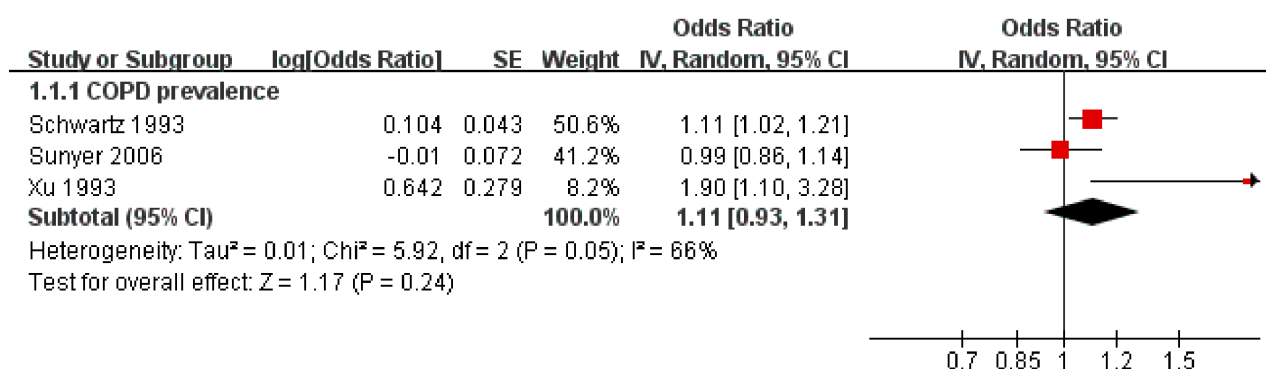 Odds Ratio Odds Ratio
Study or Subgroup log[Odds Ratio] SE Weight IV, Random, 95% CI IV, Random, 95% CI
1.1.1 COPD prevalence
Schwartz 1993 0.104 0.043 50.6% 1.11 [1.02, 1.21]
Sunyer 2006 -0.01 0.072 41.2% 0.99 [0.86, 1.14]
Xu 1993 0.642 0.279 8.2% 1.90 [1.10, 3.28]
Subtotal (95% CI) 100.0% 1.11 [0.93, 1.31]
Heterogeneity: Tau² = 0.01; Chi² = 5.92, df = 2 (P = 0.05); I² = 66%
Test for overall effect: Z = 1.17 (P = 0.24)
0.7 0.85 1 1.2 1.5